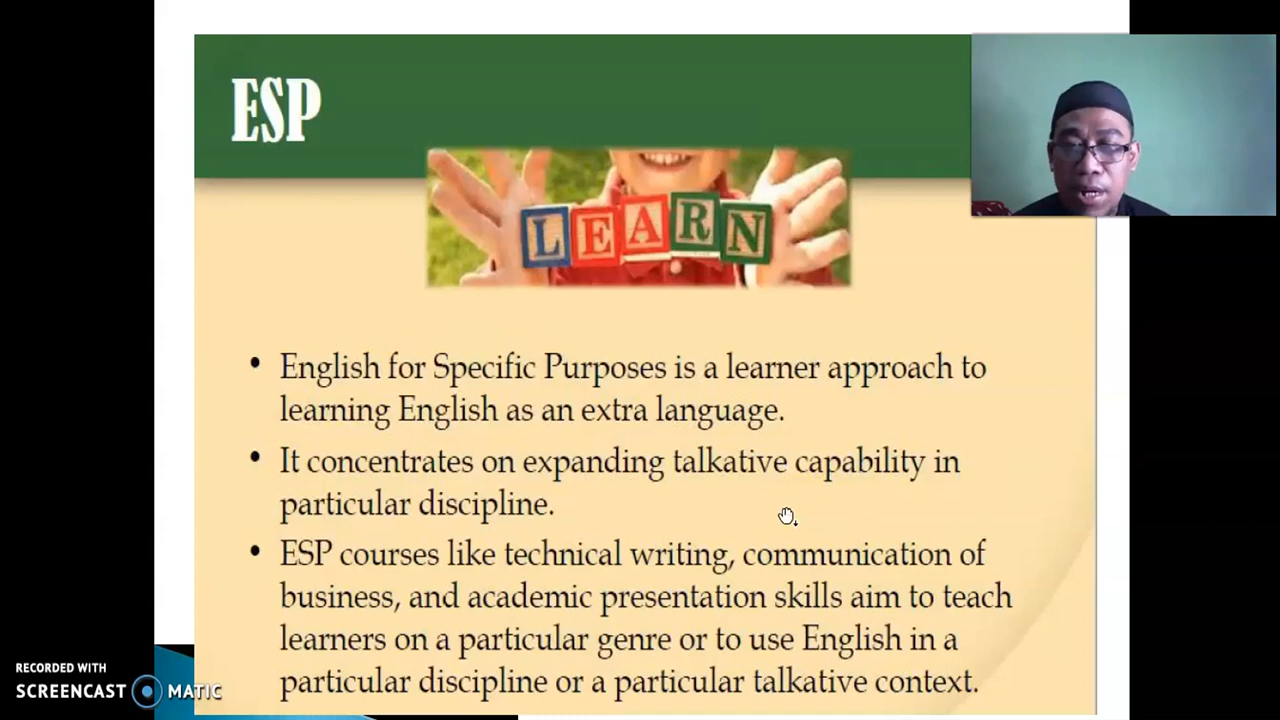 ESP
LEARN
• English for Specific Purposes is a learner approach to
learning English as an extra language.
• It concentrates on expanding talkative capability in
particular discipline.
• ESP courses like technical writing, communication of
business, and academic presentation skills aim to teach
learners on a particular genre or to use English in a
particular discipline or a particular talkative context.
RECORDED WITH
SCREENCAST MATIC